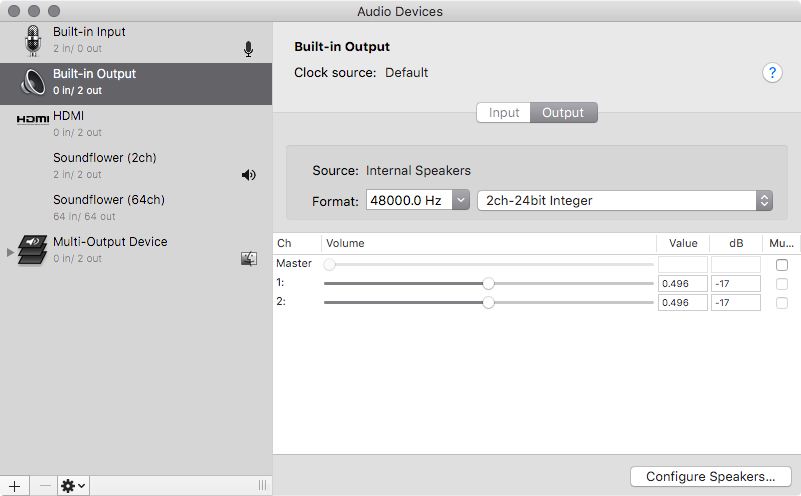 Audio Devices
Built-in Input
2 in/ 0 out
Built-in Output
0 in/ 2 out
HDMI
HDMI
0 in/ 2 out
Soundflower (2ch)
2 in/ 2 out
Soundflower (64ch)
64 in/ 64 out
Multi-Output Device
0 in/ 2 out
Built-in Output
Clock source: Default
?
Input Output
Source: Internal Speakers
Format: 48000.0 Hz 2ch-24bit Integer
Ch Volume Value dB Mu...
Master
1: 0.496 -17
2: 0.496 -17
Configure Speakers...